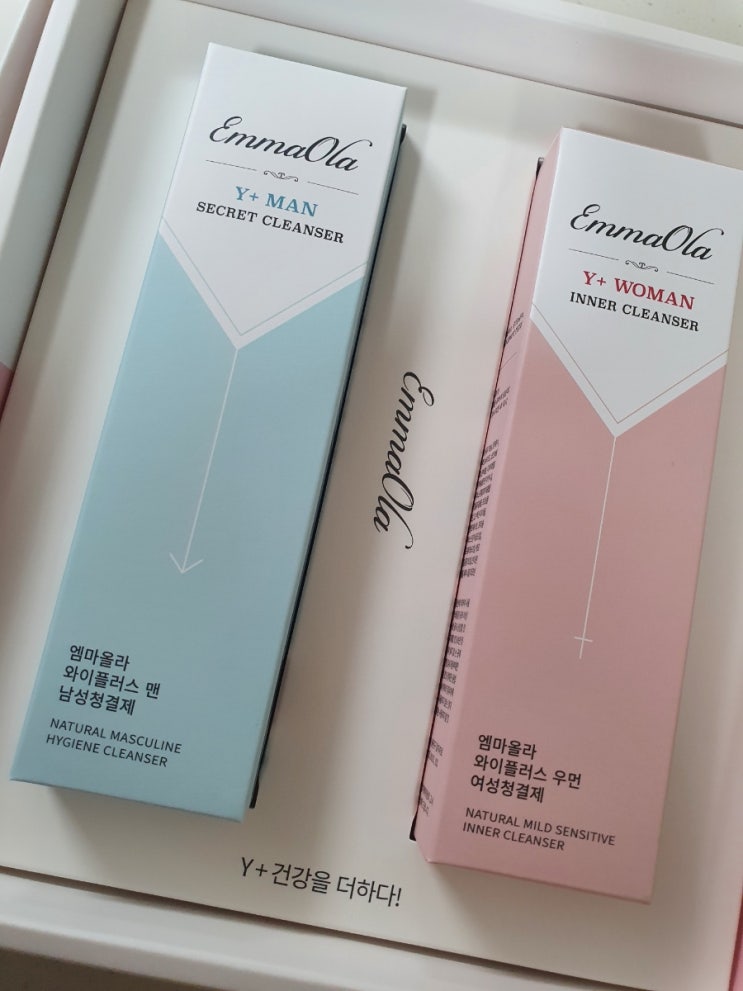 EmmaOla
Y+ MAN
SECRET CLEANSER
엠마올라
와이플러스 맨
남성청결제
NATURAL MASCULINE
HYGIENE CLEANSER
EmmaOla
EmmaOla
Y+ WOMAN
INNER CLEANSER
엠마올라
와이플러스 우먼
여성청결제
NATURAL MILD SENSITIVE
INNER CLEANSER
Y+ 건강을 더하다!